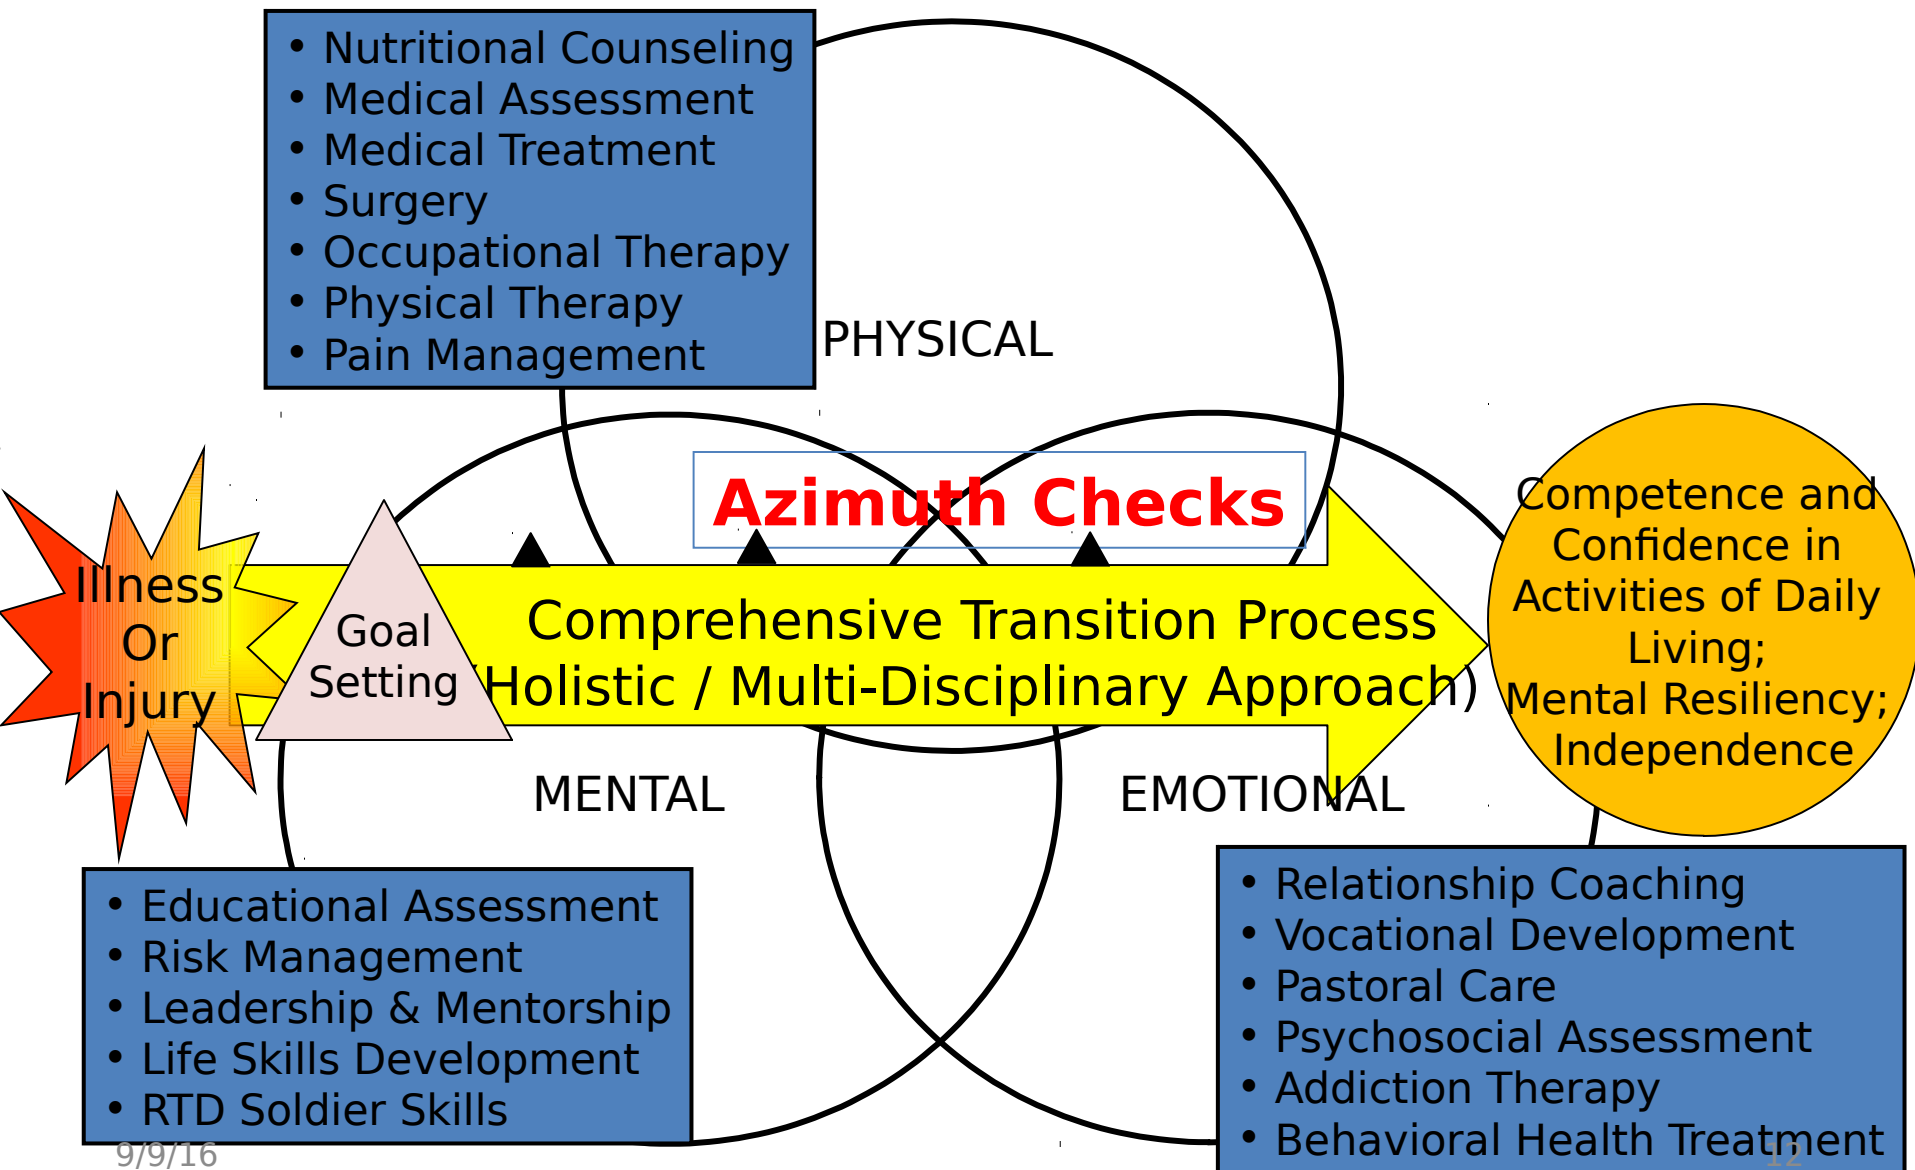 • Nutritional Counseling
• Medical Assessment
• Medical Treatment
• Surgery
• Occupational Therapy
• Physical Therapy
• Pain Management
PHYSICAL
Azimuth Checks
Illness
Or
Injury
Goal
Setting
Comprehensive Transition Process
(Holistic / Multi-Disciplinary Approach)
Competence and
Confidence in
Activities of Daily
Living;
Mental Resiliency;
Independence
MENTAL
EMOTIONAL
• Educational Assessment
• Risk Management
• Leadership & Mentorship
• Life Skills Development
• RTD Soldier Skills
• Relationship Coaching
• Vocational Development
• Pastoral Care
• Psychosocial Assessment
• Addiction Therapy
• Behavioral Health Treatment
9/9/16
12